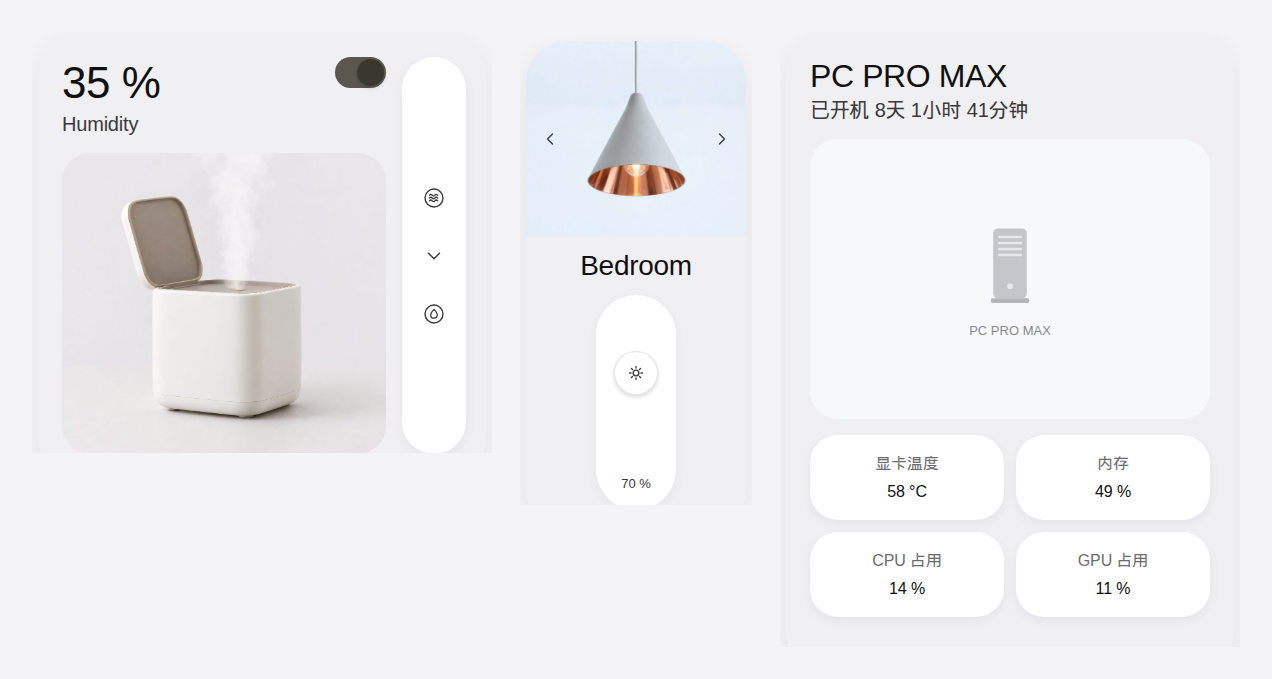 35 %
Humidity
Bedroom
70 %
PC PRO MAX
已开机 8天 1小时 41分钟
PC PRO MAX
显卡温度
58 °C
内存
49 %
CPU 占用
14 %
GPU 占用
11 %